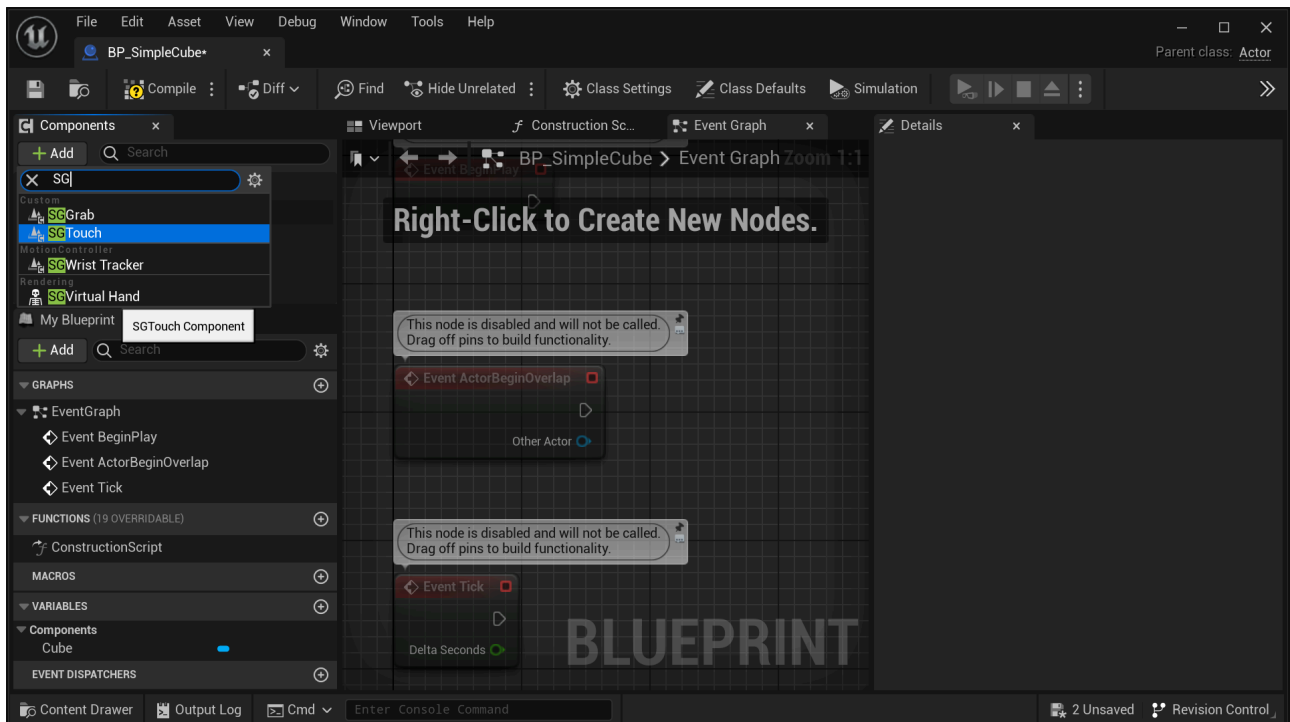 File Edit Asset View Debug Window Tools Help
BP_SimpleCube*
Parent class: Actor
Compile Diff Find Hide Unrelated Class Settings Class Defaults Simulation
Components
Viewport Construction Sc... Event Graph Details
Add Search
BP_SimpleCube Event Graph Zoom 1:1
Event BeginPlay
SG
Custom
SGGrab
SGTouch
MotionController
SGWrist Tracker
Rendering
SGVirtual Hand
Right-Click to Create New Nodes.
My Blueprint
SGTouch Component
Add Search
GRAPHS
EventGraph
Event BeginPlay
Event ActorBeginOverlap
Event Tick
FUNCTIONS (19 OVERRIDABLE)
ConstructionScript
MACROS
VARIABLES
Components
Cube
EVENT DISPATCHERS
This node is disabled and will not be called.
Drag off pins to build functionality.
Event ActorBeginOverlap
Other Actor
This node is disabled and will not be called.
Drag off pins to build functionality.
Event Tick
Delta Seconds
BLUEPRINT
Content Drawer Output Log Cmd Enter Console Command 2 Unsaved Revision Control